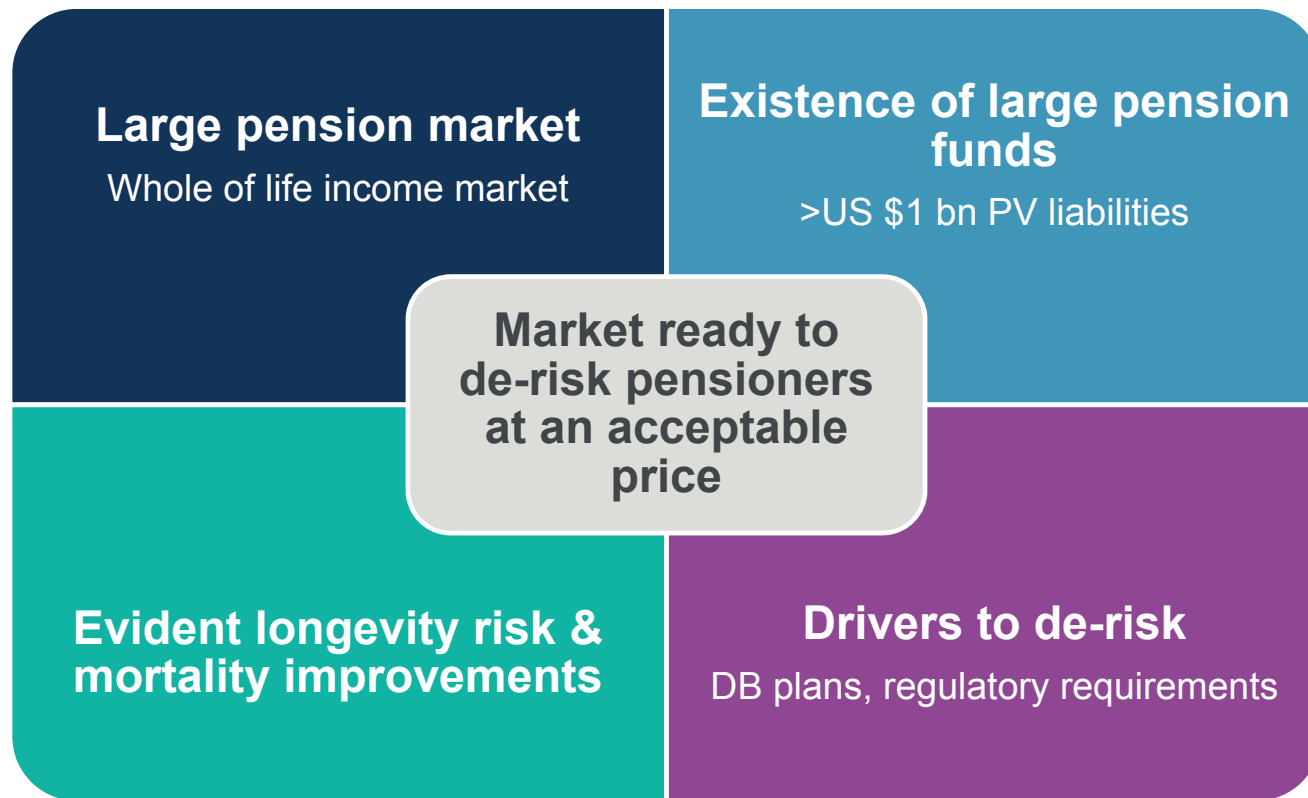 Large pension market
Whole of life income market
Existence of large pension
funds
>US $1 bn PV liabilities
Market ready to
de-risk pensioners
at an acceptable
price
Evident longevity risk &
mortality improvements
Drivers to de-risk
DB plans, regulatory requirements